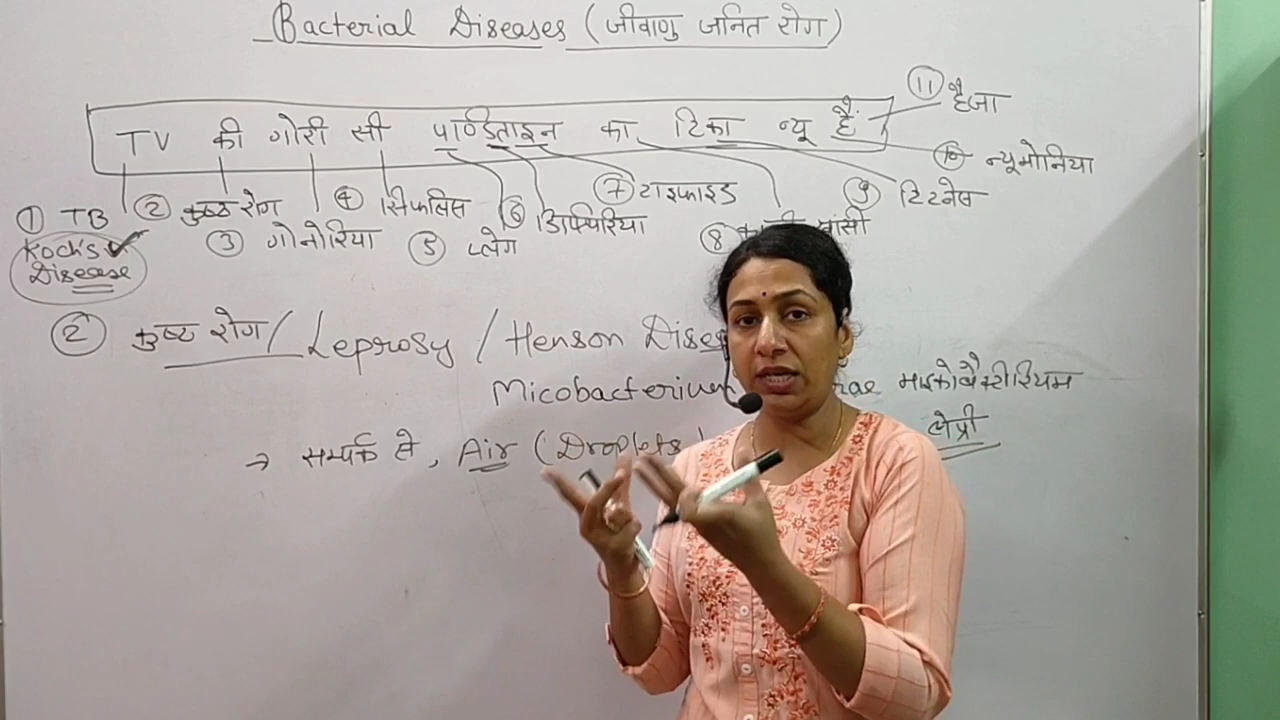 Bacterial Diseases (जीवाणु जनित रोग)
TV की गोरी सी पाण्डिताइन का टिका न्यू हैं
⑪ हैजा
⑩ न्यूमोनिया
① TB ② कुष्ठ रोग ④ सिफलिस ⑥ डिफ्थिरिया ⑦ टाइफाइड ⑨ टिटनेस
Koch's Disease ③ गोनोरिया ⑤ प्लेग ⑧ खांसी
② कुष्ठ रोग / Leprosy / Henson
Micobacterium माइकोबैक्टीरियम
लेप्री
→ सम्पर्क से, Air (Droplets)